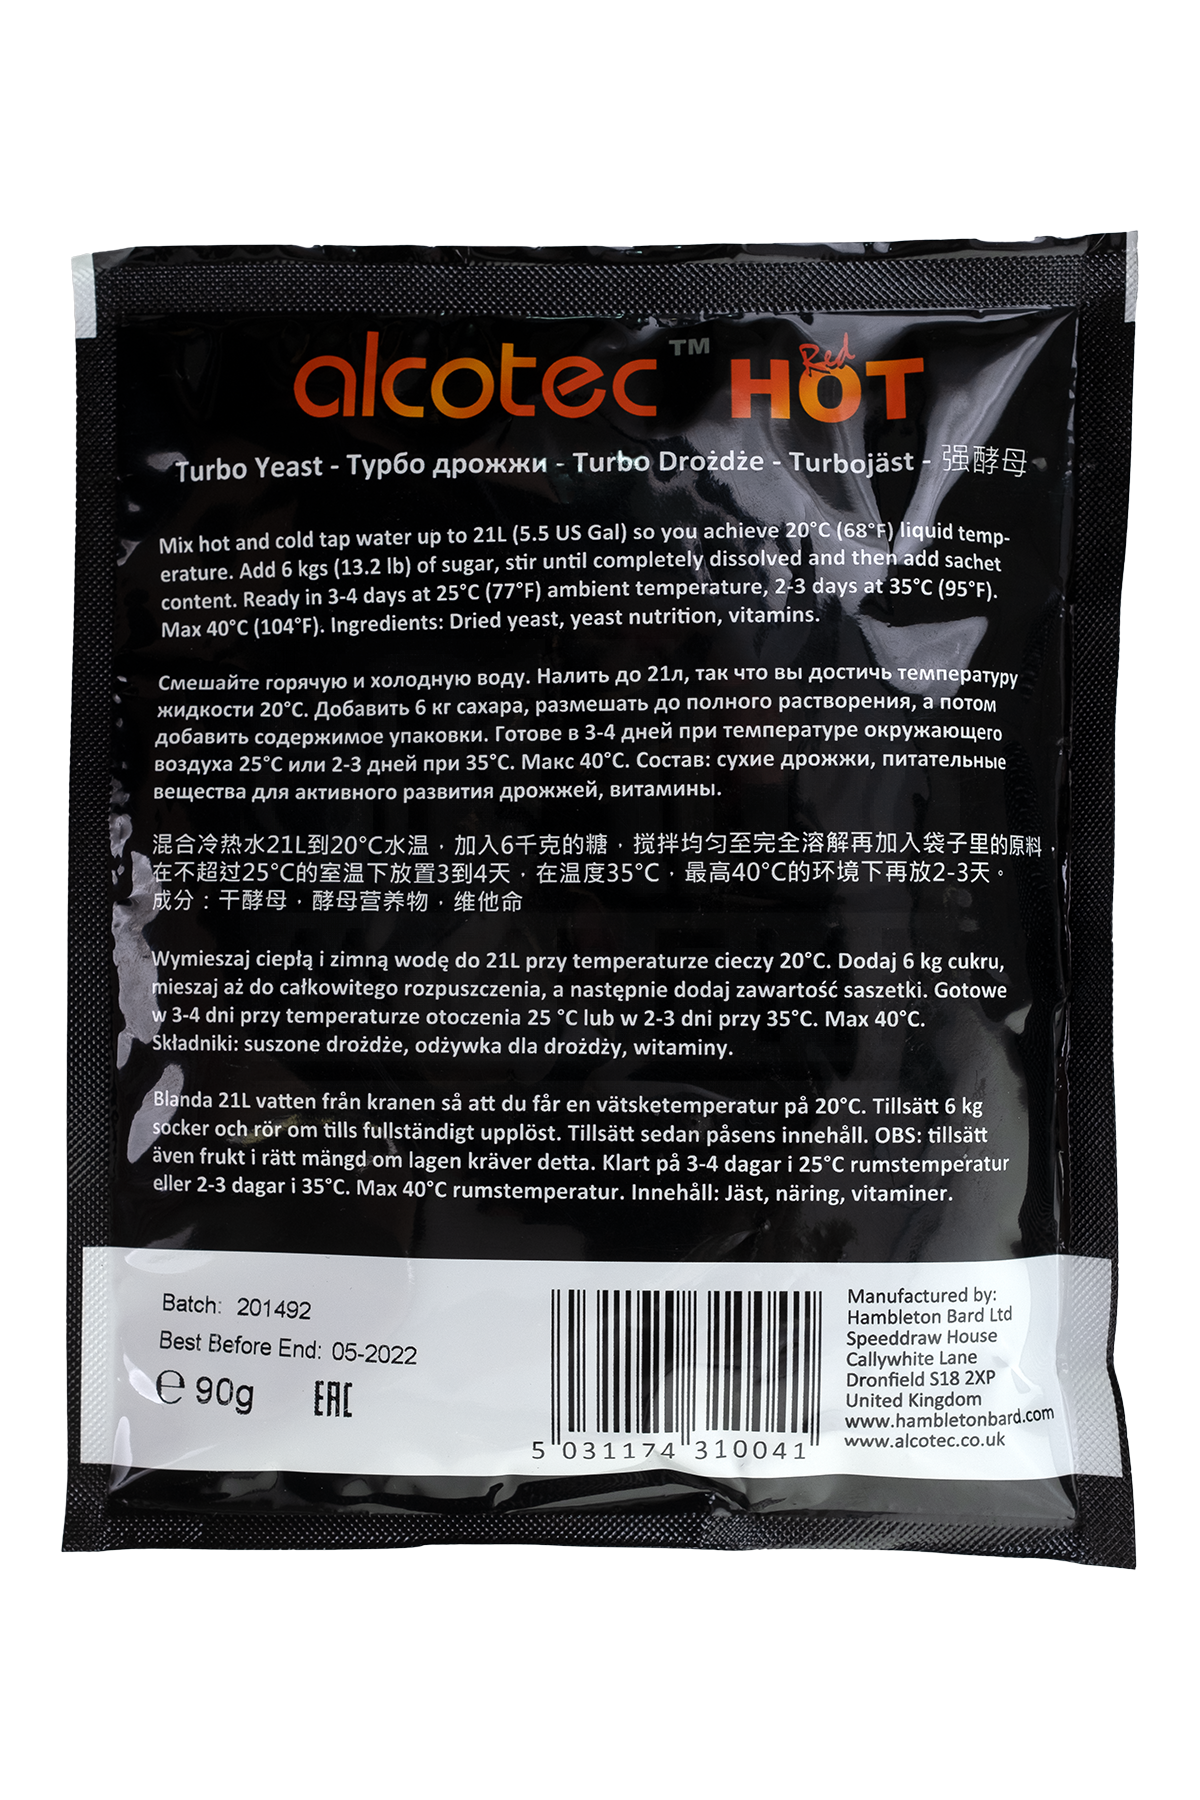 alcotec™ Red HOT
Turbo Yeast - Турбо дрожжи - Turbo Drożdże - Turbojäst - 强酵母
Mix hot and cold tap water up to 21L (5.5 US Gal) so you achieve 20°C (68°F) liquid temp-
erature. Add 6 kgs (13.2 lb) of sugar, stir until completely dissolved and then add sachet
content. Ready in 3-4 days at 25°C (77°F) ambient temperature, 2-3 days at 35°C (95°F).
Max 40°C (104°F). Ingredients: Dried yeast, yeast nutrition, vitamins.
Смешайте горячую и холодную воду. Налить до 21л, так что вы достичь температуру
жидкости 20°С. Добавить 6 кг сахара, размешать до полного растворения, а потом
добавить содержимое упаковки. Готове в 3-4 дней при температуре окружающего
воздуха 25°С или 2-3 дней при 35°С. Макс 40°С. Состав: сухие дрожжи, питательные
вещества для активного развития дрожжей, витамины.
混合冷热水21L到20°C水温，加入6千克的糖，搅拌均匀至完全溶解再加入袋子里的原料，
在不超过25°C的室温下放置3到4天，在温度35°C，最高40°C的环境下再放2-3天。
成分：干酵母，酵母营养物，维他命
Wymieszaj ciepłą i zimną wodę do 21L przy temperaturze cieczy 20°C. Dodaj 6 kg cukru,
mieszaj aż do całkowitego rozpuszczenia, a następnie dodaj zawartość saszetki. Gotowe
w 3-4 dni przy temperaturze otoczenia 25 °C lub w 2-3 dni przy 35°C. Max 40°C.
Składniki: suszone drożdże, odżywka dla drożdży, witaminy.
Blanda 21L vatten från kranen så att du får en vätsketemperatur på 20°C. Tillsätt 6 kg
socker och rör om tills fullständigt upplöst. Tillsätt sedan påsens innehåll. OBS: tillsätt
även frukt i rätt mängd om lagen kräver detta. Klart på 3-4 dagar i 25°C rumstemperatur
eller 2-3 dagar i 35°C. Max 40°C rumstemperatur. Innehåll: Jäst, näring, vitaminer.
Batch: 201492
Best Before End: 05-2022
℮ 90g EAC
5 031174 310041
Manufactured by:
Hambleton Bard Ltd
Speeddraw House
Callywhite Lane
Dronfield S18 2XP
United Kingdom
www.hambletonbard.com
www.alcotec.co.uk